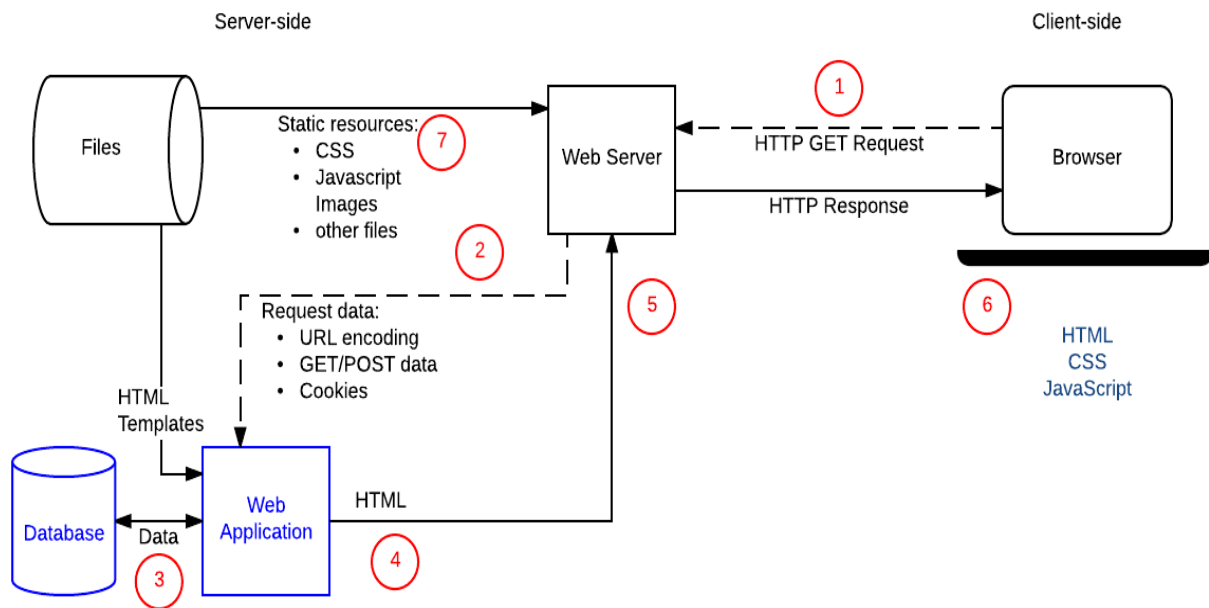 Server-side
Client-side
1
Files
Static resources:
• CSS
• Javascript
Images
• other files
7
Web Server
HTTP GET Request
HTTP Response
Browser
2
Request data:
• URL encoding
• GET/POST data
• Cookies
5
6
HTML
CSS
JavaScript
HTML
Templates
Database
Data
3
Web
Application
HTML
4